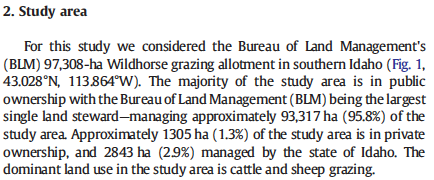 2. Study area
For this study we considered the Bureau of Land Management's
(BLM) 97,308-ha Wildhorse grazing allotment in southern Idaho (Fig. 1,
43.028°N, 113.864°W). The majority of the study area is in public
ownership with the Bureau of Land Management (BLM) being the largest
single land steward—managing approximately 93,317 ha (95.8%) of the
study area. Approximately 1305 ha (1.3%) of the study area is in private
ownership, and 2843 ha (2.9%) managed by the state of Idaho. The
dominant land use in the study area is cattle and sheep grazing.